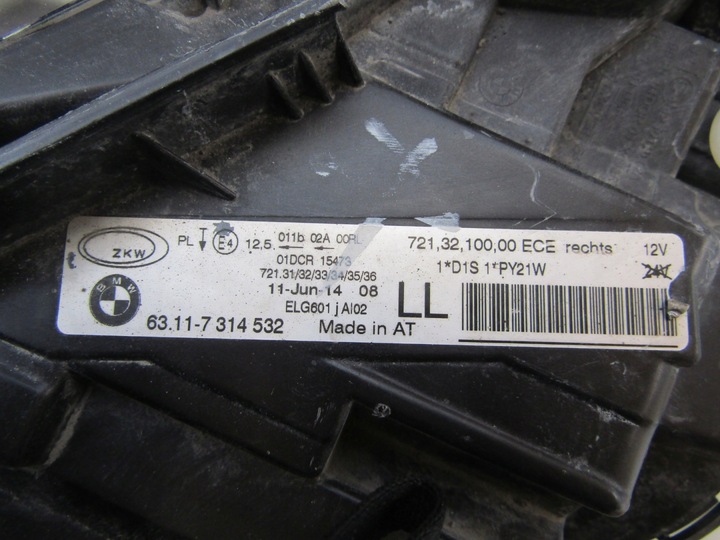 ZKW
BMW
PL E4 12,5 011b 02A 00RL
01DCR 15473
721.31/32/33/34/35/36
11-Jun-14 08
ELG601 j AI02
63.11-7 314 532 Made in AT
LL
721,32,100,00 ECE rechts 12V
1*D1S 1*PY21W 24V